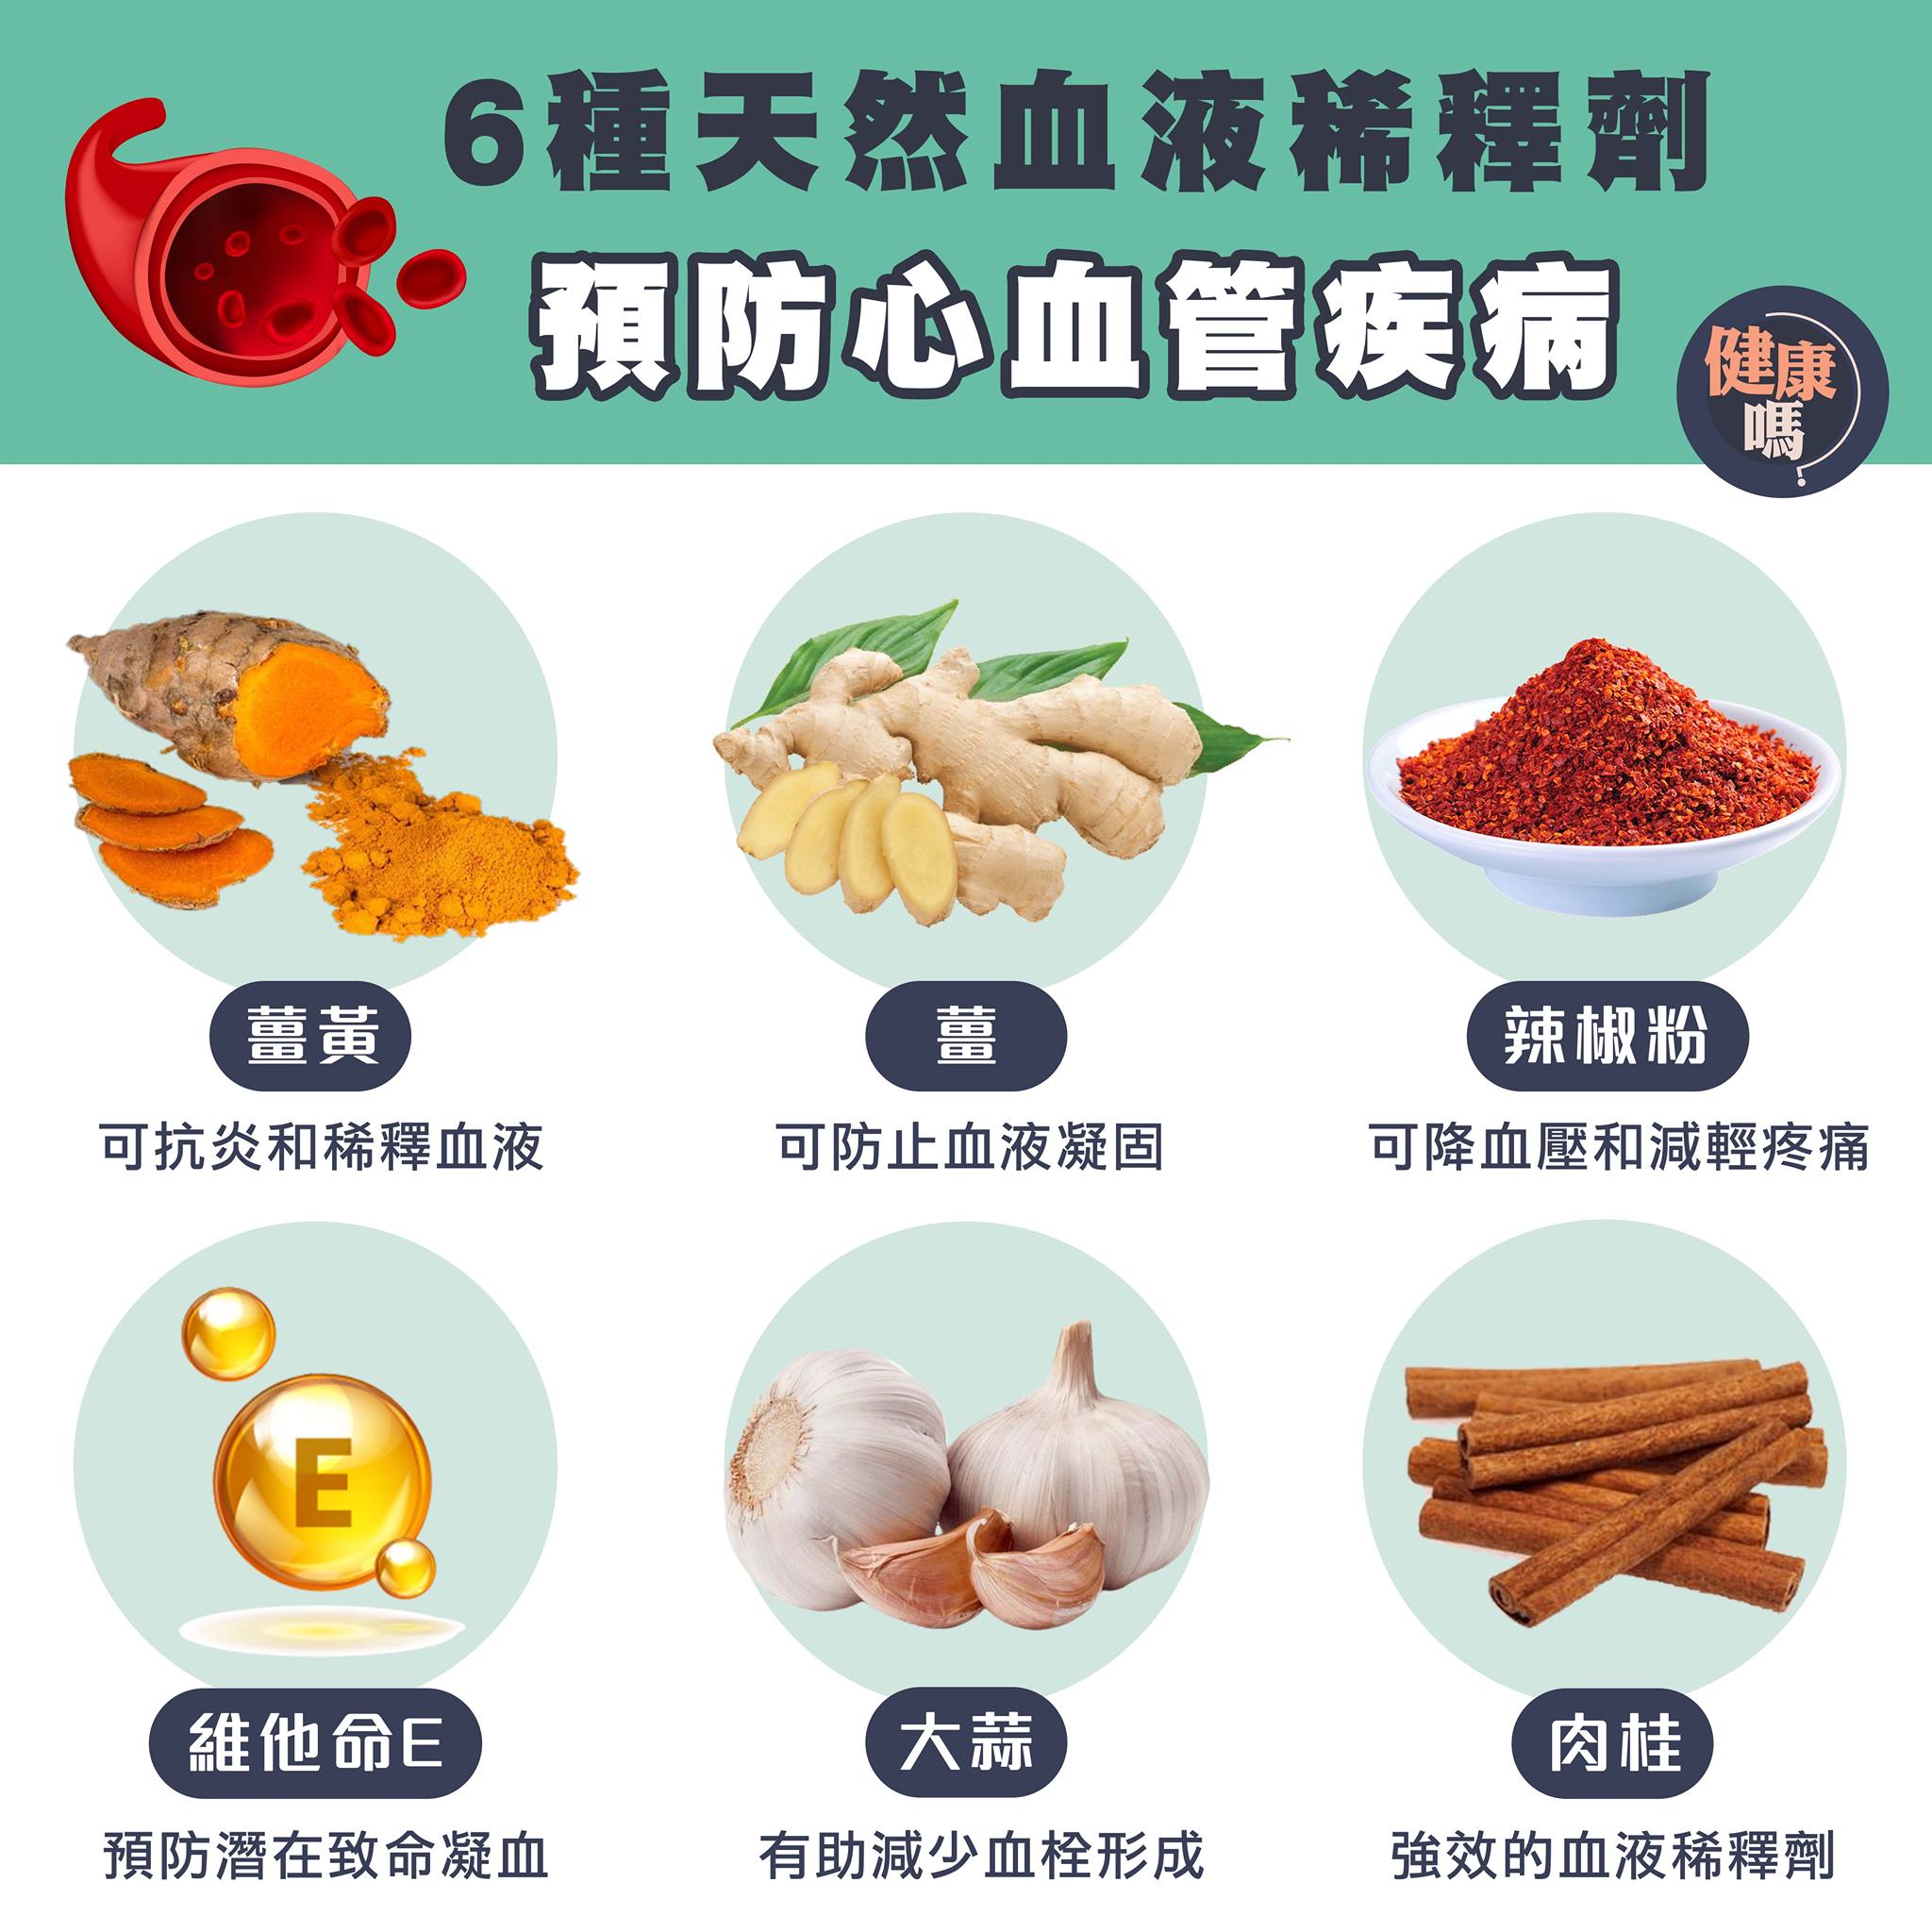 6種天然血液稀釋劑
預防心血管疾病
健康
嗎?
薑黃
薑
辣椒粉
可抗炎和稀釋血液
可防止血液凝固
可降血壓和減輕疼痛
E
維他命E
大蒜
肉桂
預防潛在致命凝血
有助減少血栓形成
強效的血液稀釋劑